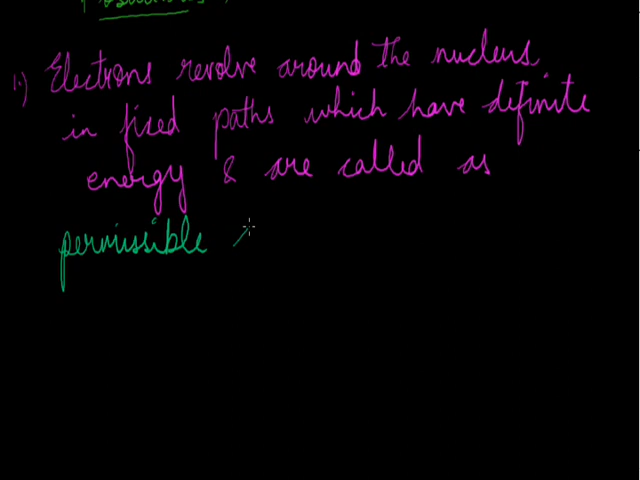 1.) Electrons revolve around the nucleus
in fixed paths which have definite
energy & are called as
permissible